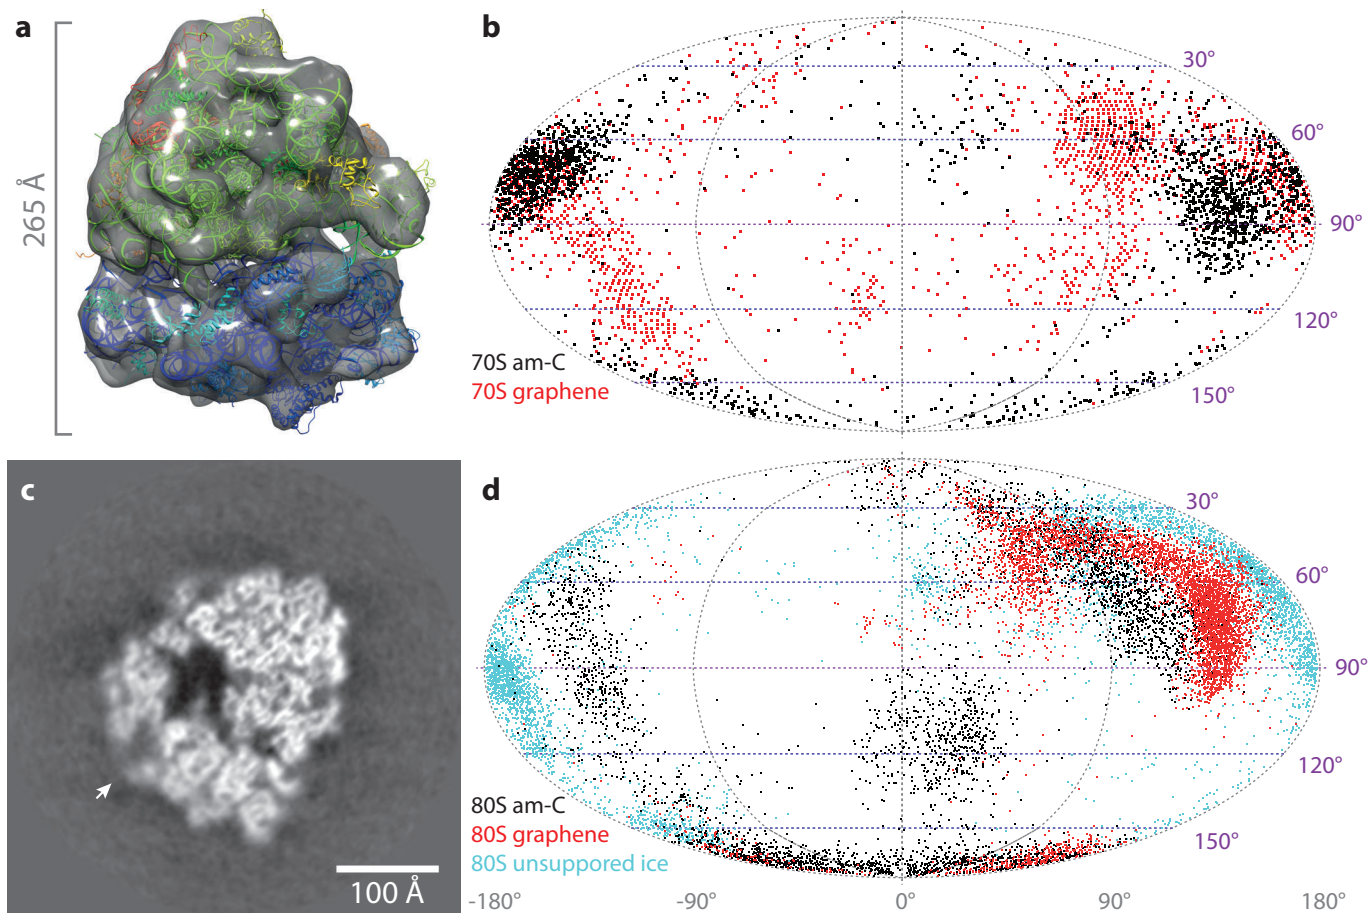 a
265 Å
b
30°
60°
90°
120°
150°
70S am-C
70S graphene
c
100 Å
d
30°
60°
90°
120°
150°
80S am-C
80S graphene
80S unsuppored ice
-180°
-90°
0°
90°
180°